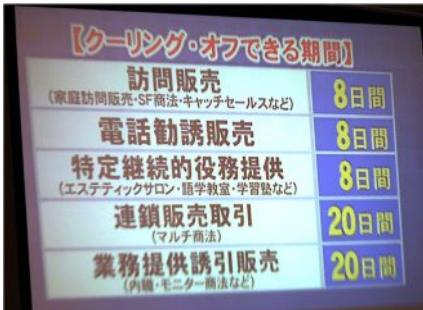 【クーリング・オフできる期間】
訪問販売
(家庭訪問販売・SF商法・キャッチセールスなど)
8日間
電話勧誘販売
8日間
特定継続的役務提供
(エステティックサロン・語学教室・学習塾など)
8日間
連鎖販売取引
(マルチ商法)
20日間
業務提供誘引販売
(内職・モニター商法など)
20日間